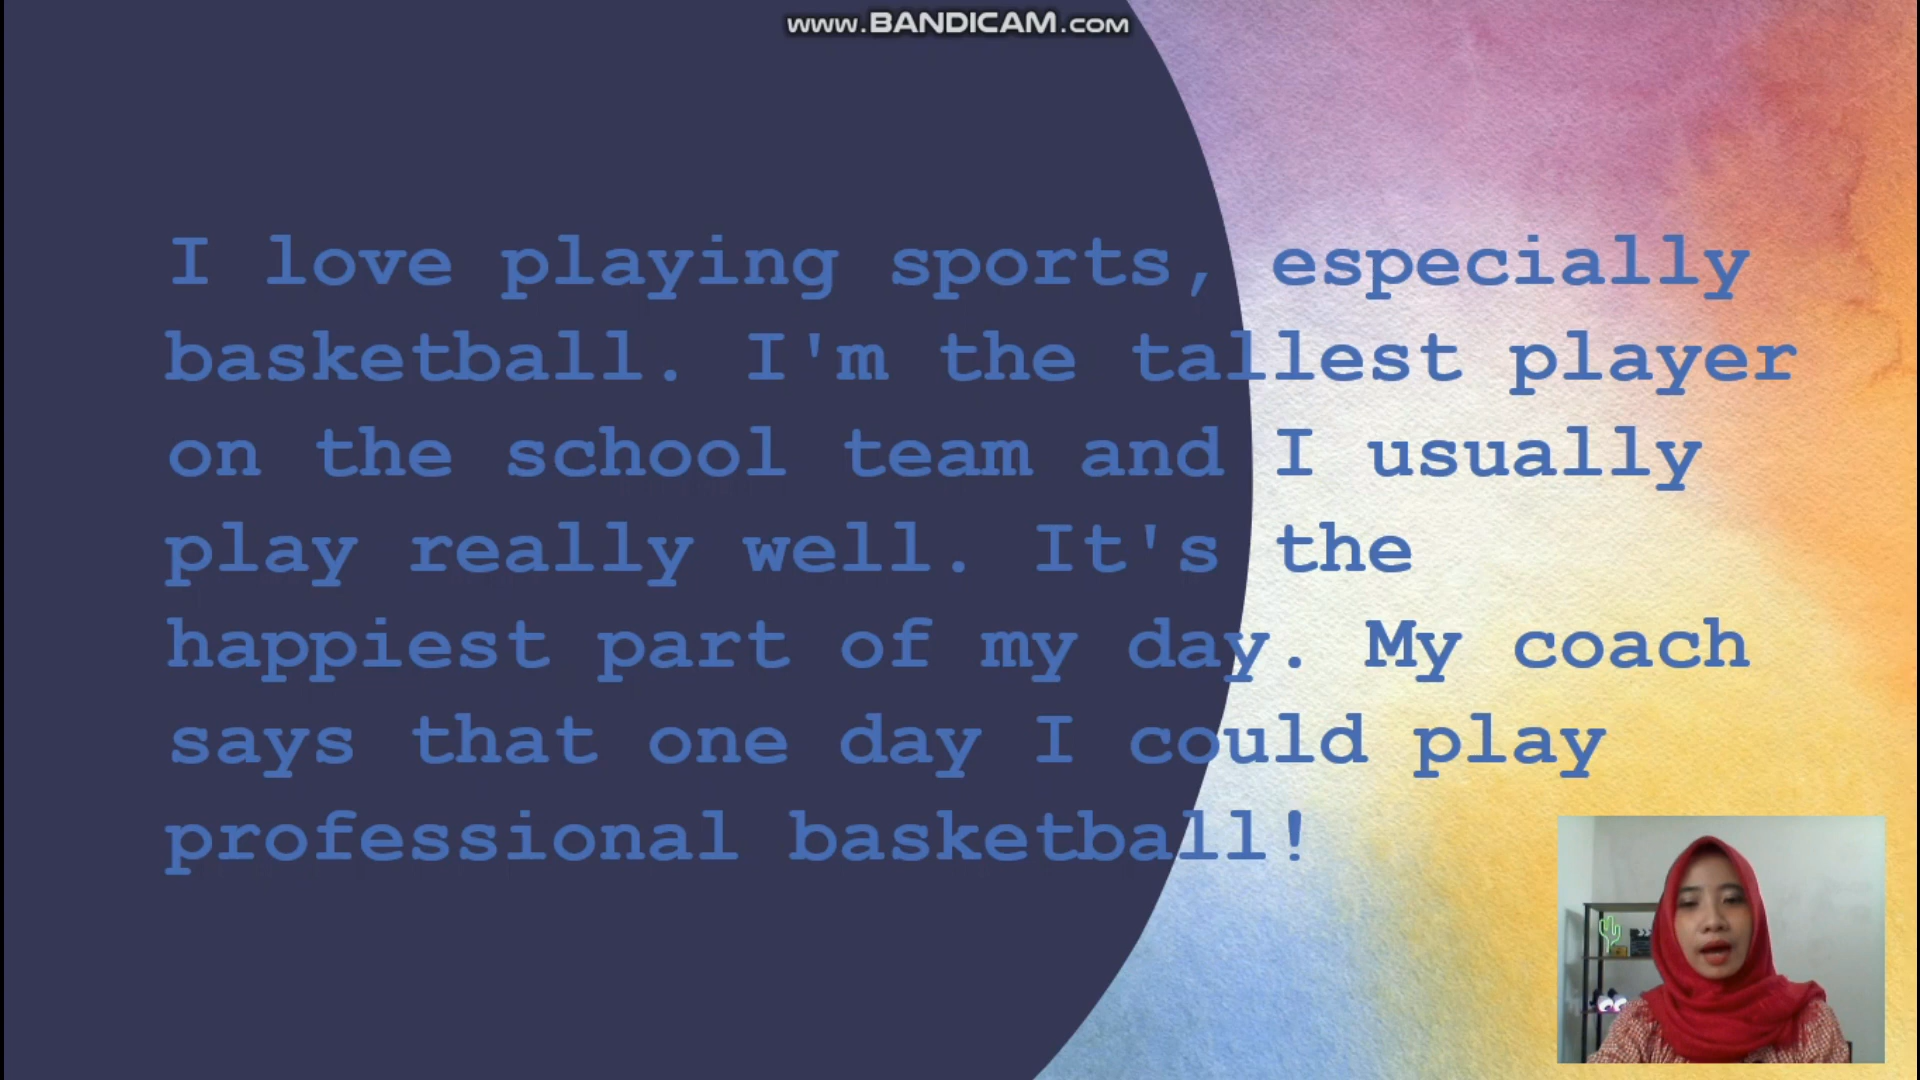 www.BANDICAM.com
I love playing sports, especially
basketball. I'm the tallest player
on the school team and I usually
play really well. It's the
happiest part of my day. My coach
says that one day I could play
professional basketball!